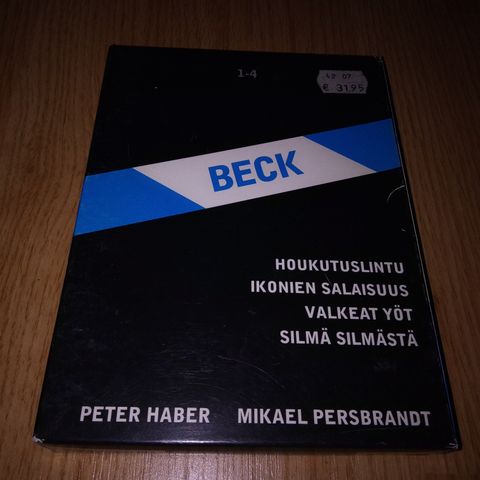 1-4
42 07
€ 31,95
BECK
HOUKUTUSLINTU
IKONIEN SALAISUUS
VALKEAT YÖT
SILMÄ SILMÄSTÄ
PETER HABER MIKAEL PERSBRANDT